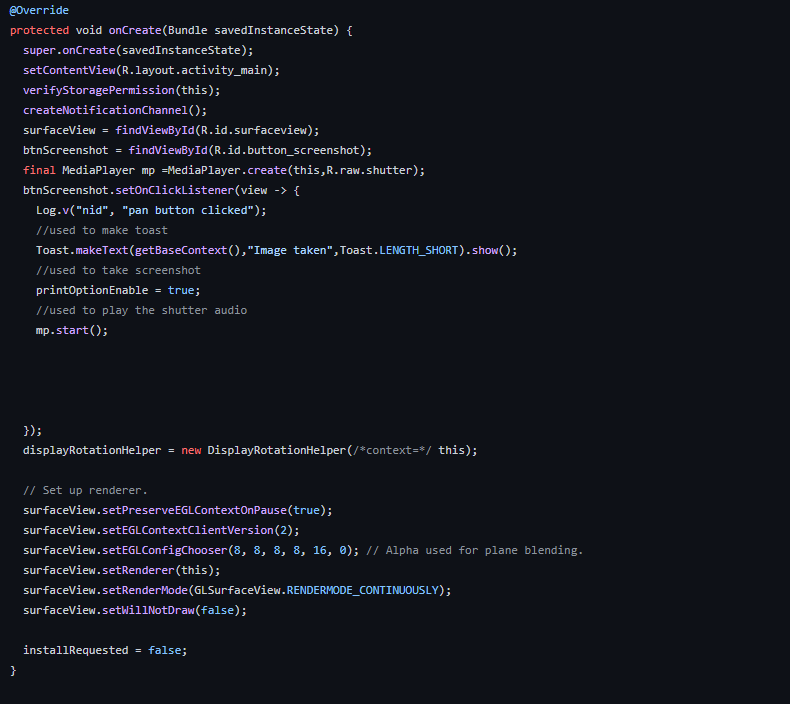 @Override
protected void onCreate(Bundle savedInstanceState) {
  super.onCreate(savedInstanceState);
  setContentView(R.layout.activity_main);
  verifyStoragePermission(this);
  createNotificationChannel();
  surfaceView = findViewById(R.id.surfaceview);
  btnScreenshot = findViewById(R.id.button_screenshot);
  final MediaPlayer mp =MediaPlayer.create(this,R.raw.shutter);
  btnScreenshot.setOnClickListener(view -> {
    Log.v("nid", "pan button clicked");
    //used to make toast
    Toast.makeText(getBaseContext(),"Image taken",Toast.LENGTH_SHORT).show();
    //used to take screenshot
    printOptionEnable = true;
    //used to play the shutter audio
    mp.start();
  });
  displayRotationHelper = new DisplayRotationHelper(/*context=*/ this);
  // Set up renderer.
  surfaceView.setPreserveEGLContextOnPause(true);
  surfaceView.setEGLContextClientVersion(2);
  surfaceView.setEGLConfigChooser(8, 8, 8, 8, 16, 0); // Alpha used for plane blending.
  surfaceView.setRenderer(this);
  surfaceView.setRenderMode(GLSurfaceView.RENDERMODE_CONTINUOUSLY);
  surfaceView.setWillNotDraw(false);
  installRequested = false;
}